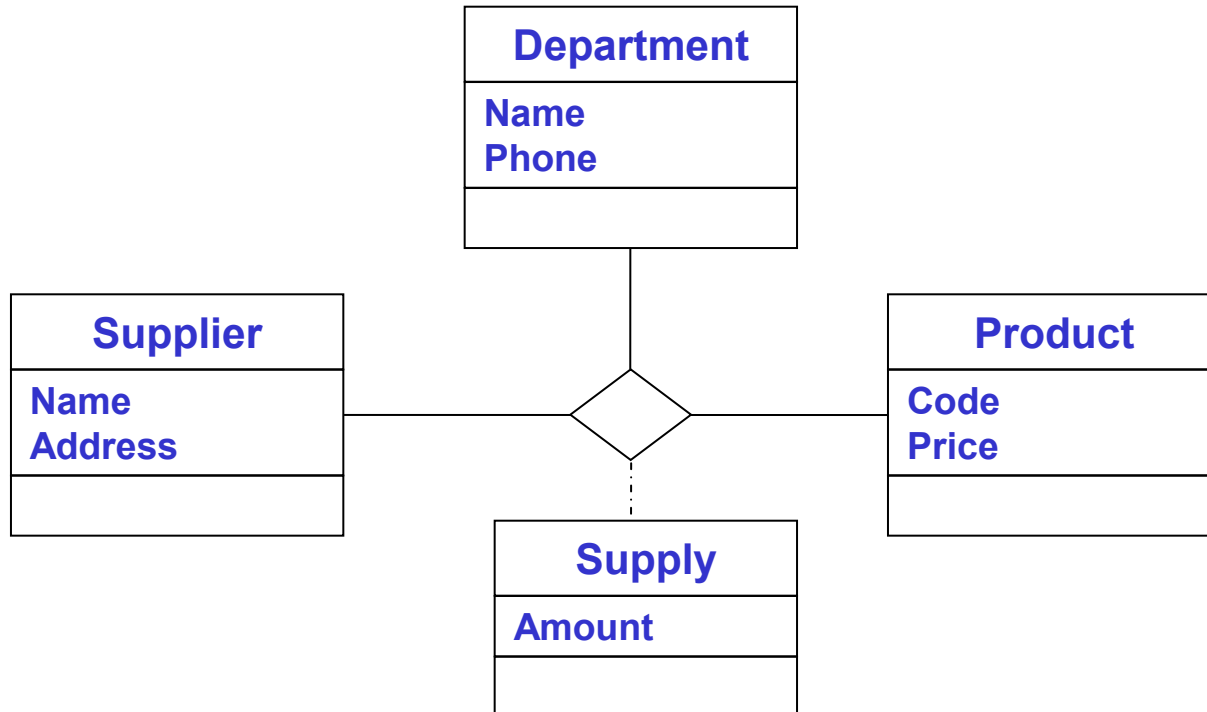 Department
Name
Phone
Supplier
Name
Address
Product
Code
Price
Supply
Amount